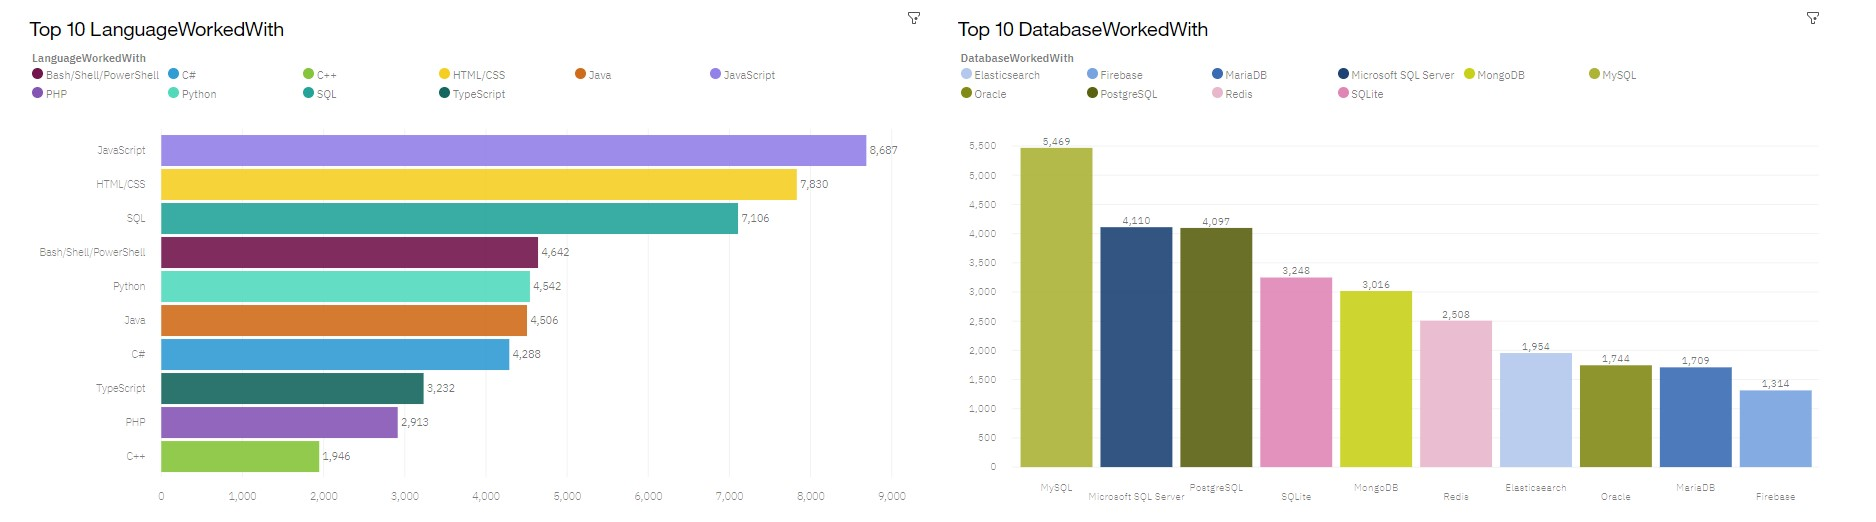 Top 10 LanguageWorkedWith
LanguageWorkedWith
Bash/Shell/PowerShell C# C++ HTML/CSS Java JavaScript
PHP Python SQL TypeScript
JavaScript 8,687
HTML/CSS 7,830
SQL 7,106
Bash/Shell/PowerShell 4,642
Python 4,542
Java 4,506
C# 4,288
TypeScript 3,232
PHP 2,913
C++ 1,946
0 1,000 2,000 3,000 4,000 5,000 6,000 7,000 8,000 9,000
Top 10 DatabaseWorkedWith
DatabaseWorkedWith
Elasticsearch Firebase MariaDB Microsoft SQL Server MongoDB MySQL
Oracle PostgreSQL Redis SQLite
5,500
5,000
4,500
4,000
3,500
3,000
2,500
2,000
1,500
1,000
500
0
5,469 4,110 4,097 3,248 3,016 2,508 1,954 1,744 1,709 1,314
MySQL Microsoft SQL Server PostgreSQL SQLite MongoDB Redis Elasticsearch Oracle MariaDB Firebase